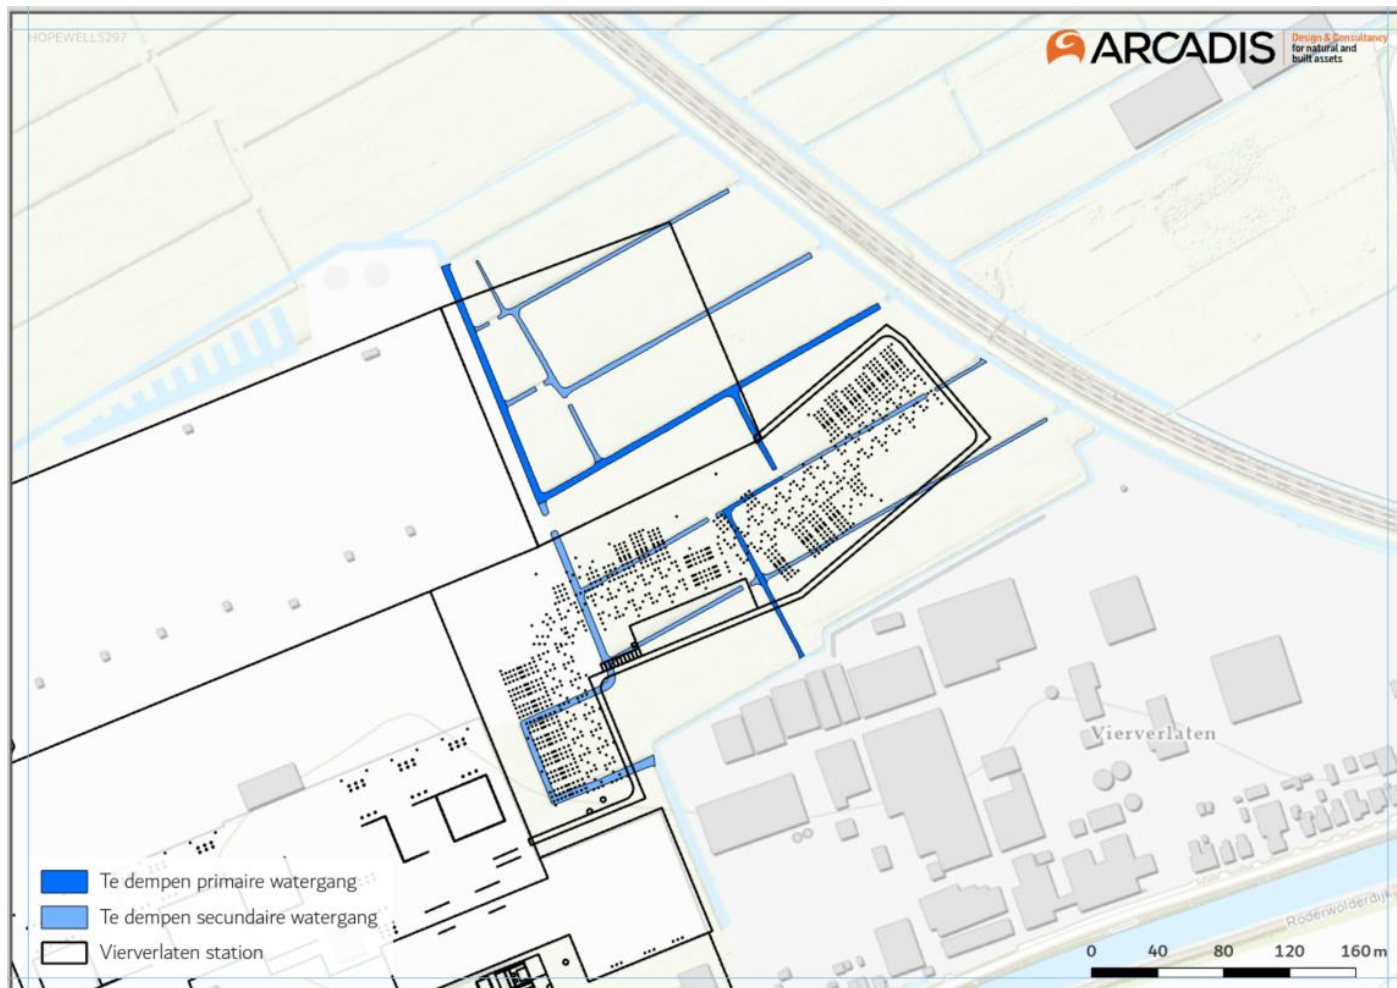 HOPEWELL5297
ARCADIS
Design & Consultancy
for natural and
built assets
Vierverlaten
Te dempen primaire watergang
Te dempen secundaire watergang
Vierverlaten station
Roderwolderdijk
0 40 80 120 160 m